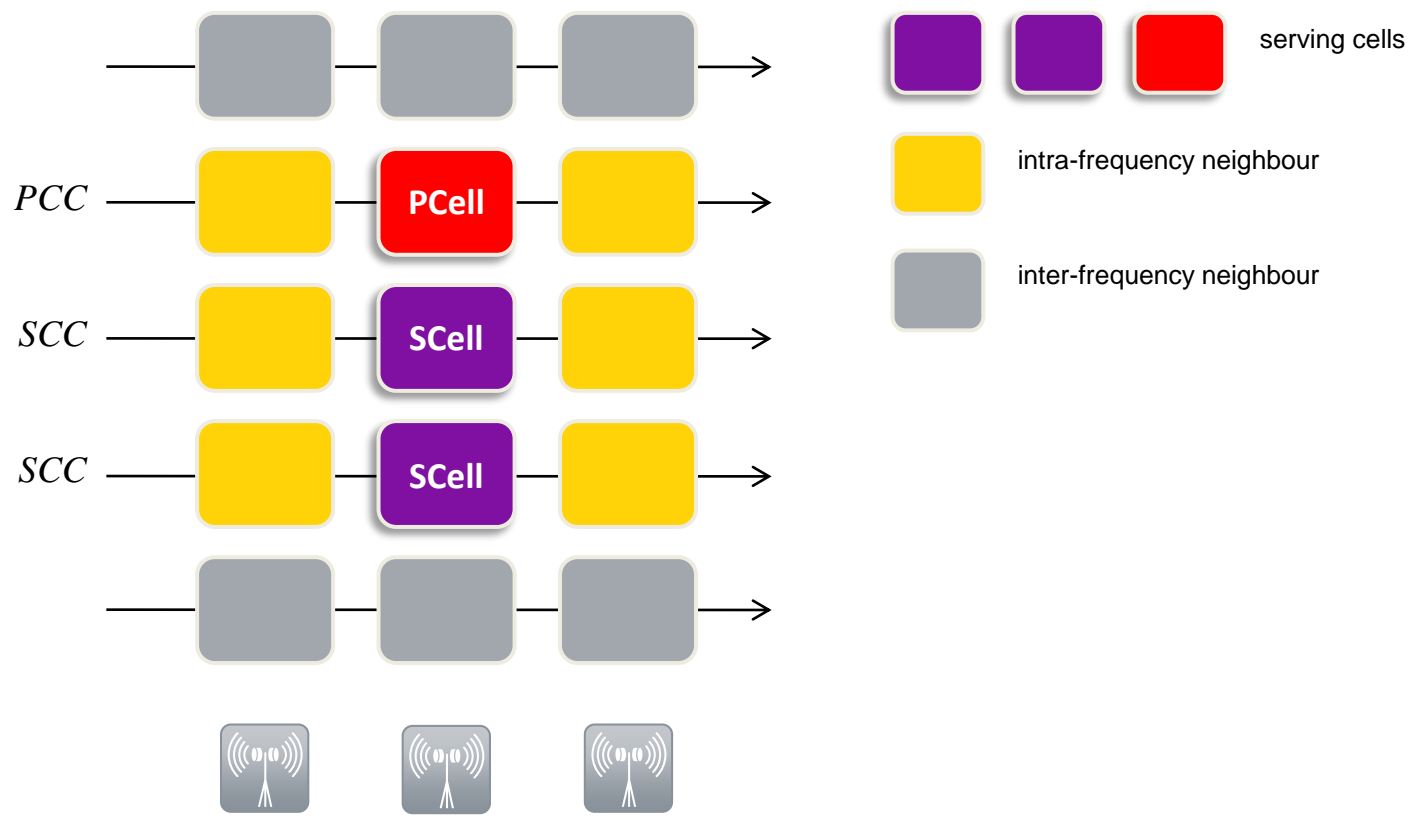 serving cells
intra-frequency neighbour
PCC
PCell
inter-frequency neighbour
SCC
SCell
SCC
SCell